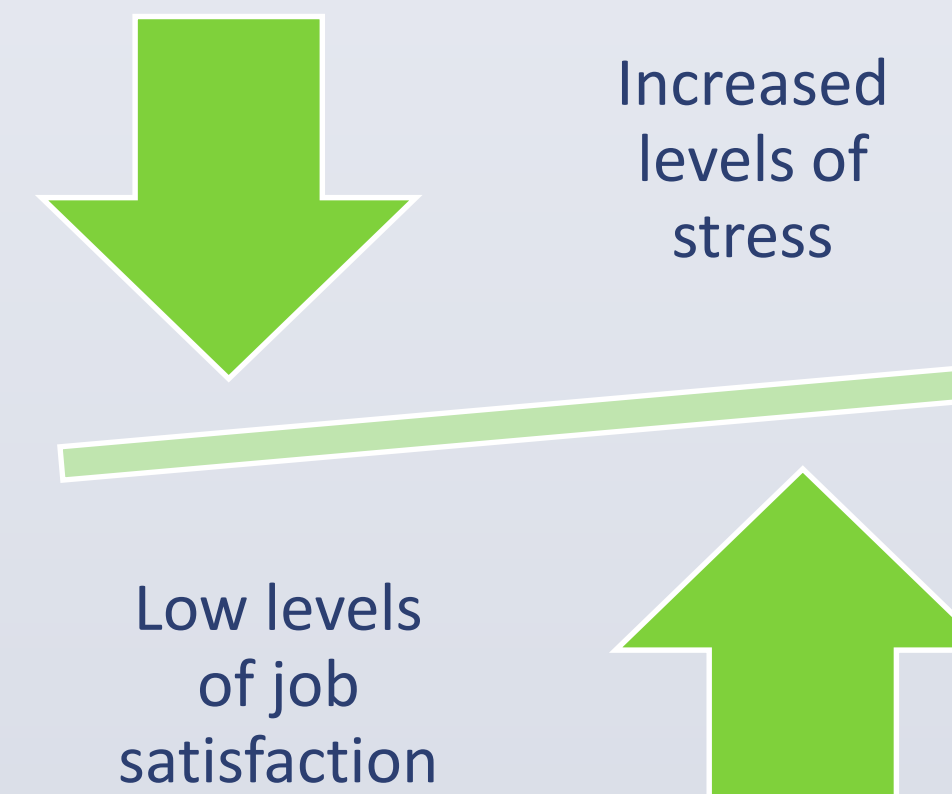 Increased
levels of
stress
Low levels
of job
satisfaction